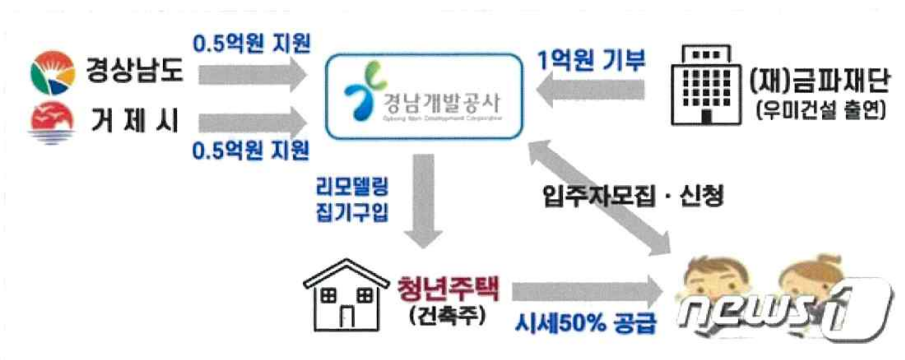 0.5억원 지원
경상남도
거제시
0.5억원 지원
경남개발공사
1억원 기부
(재)금파재단
(우미건설 출연)
리모델링
집기구입
입주자모집 · 신청
청년주택
(건축주)
시세50% 공급
news1